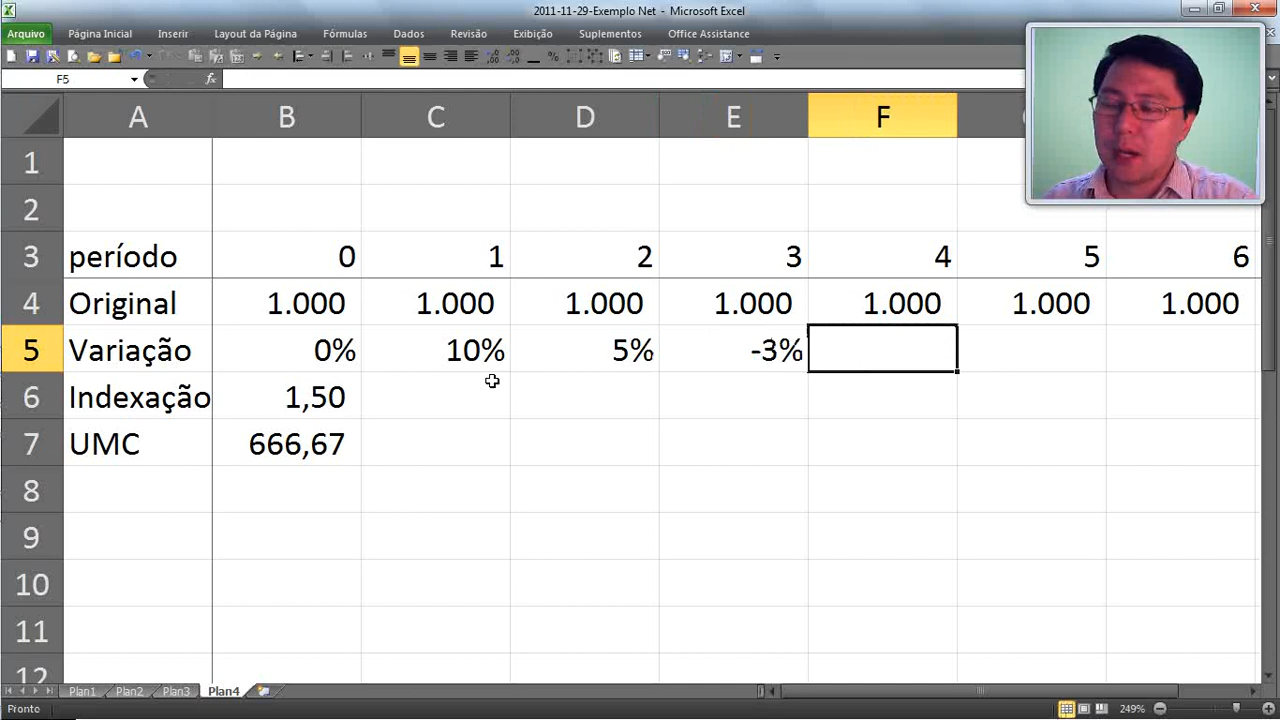 2011-11-29-Exemplo Net - Microsoft Excel
Arquivo Página Inicial Inserir Layout da Página Fórmulas Dados Revisão Exibição Suplementos Office Assistance
F5 fx
A B C D E F
1
2
3 período 0 1 2 3 4 5 6
4 Original 1.000 1.000 1.000 1.000 1.000 1.000 1.000
5 Variação 0% 10% 5% -3%
6 Indexação 1,50
7 UMC 666,67
8
9
10
11
12
Plan1 Plan2 Plan3 Plan4
Pronto 249%